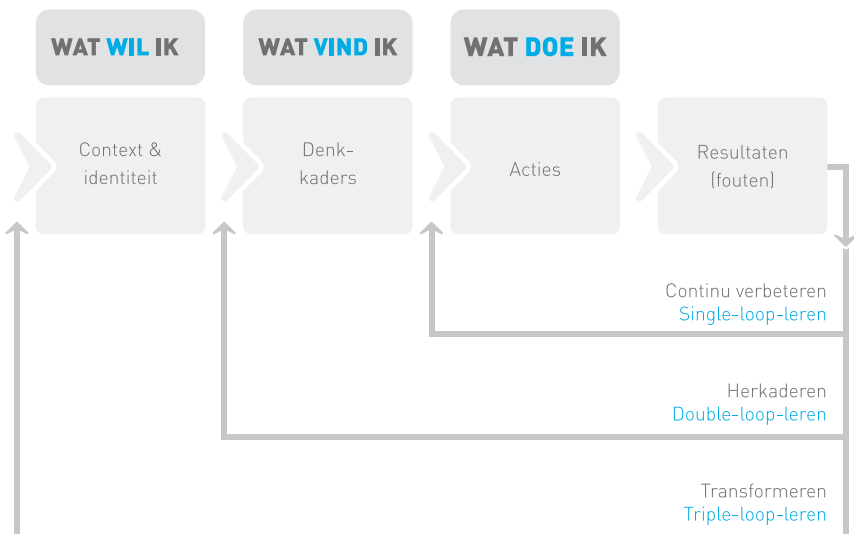 WAT WIL IK
WAT VIND IK
WAT DOE IK
Context &
identiteit
Denk-
kaders
Acties
Resultaten
(fouten)
Continu verbeteren
Single-loop-leren
Herkaderen
Double-loop-leren
Transformeren
Triple-loop-leren